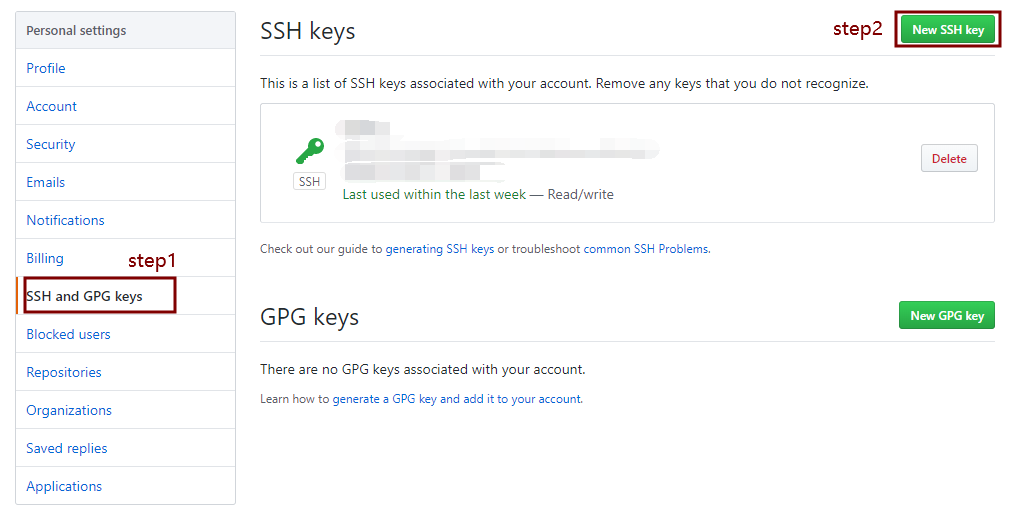 Personal settings
Profile
Account
Security
Emails
Notifications
Billing
step1
SSH and GPG keys
Blocked users
Repositories
Organizations
Saved replies
Applications
SSH keys
step2
New SSH key
This is a list of SSH keys associated with your account. Remove any keys that you do not recognize.
SSH
Last used within the last week — Read/write
Delete
Check out our guide to generating SSH keys or troubleshoot common SSH Problems.
GPG keys
New GPG key
There are no GPG keys associated with your account.
Learn how to generate a GPG key and add it to your account.